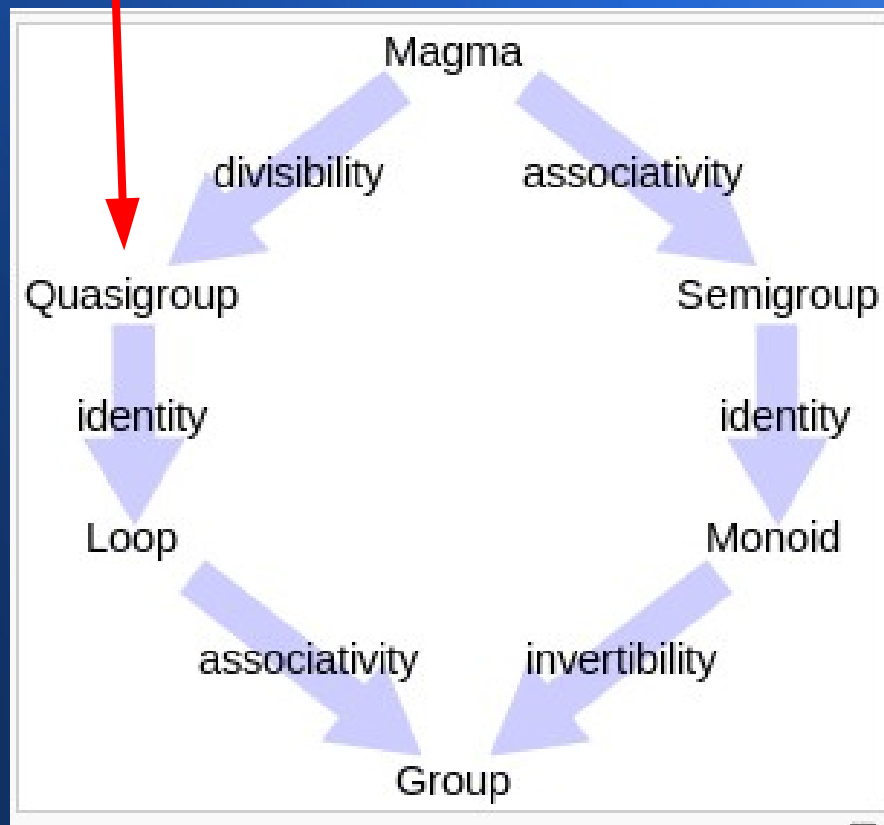 Magma
divisibility associativity
Quasigroup Semigroup
identity identity
Loop Monoid
associativity invertibility
Group